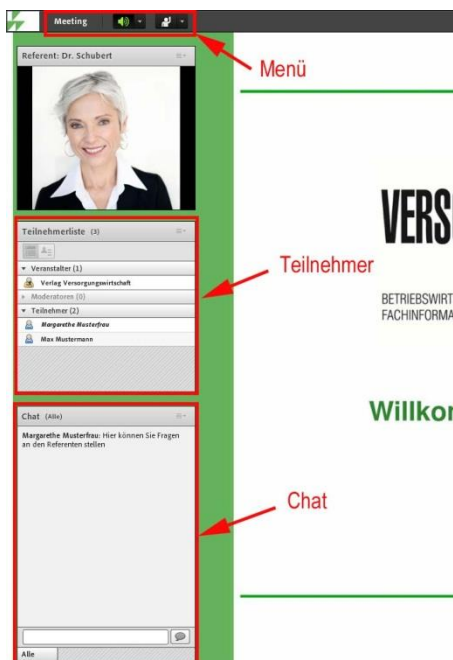 Meeting
Menü
Referent: Dr. Schubert
Teilnehmerliste (3)
Veranstalter (1)
Verlag Versorgungswirtschaft
Moderatoren (0)
Teilnehmer (2)
Margarethe Musterfrau
Max Mustermann
Teilnehmer
VERS
BETRIEBSWIRT
FACHINFORMA
Willkor
Chat (Alle)
Margarethe Musterfrau: Hier können Sie Fragen
an den Referenten stellen
Chat
Alle